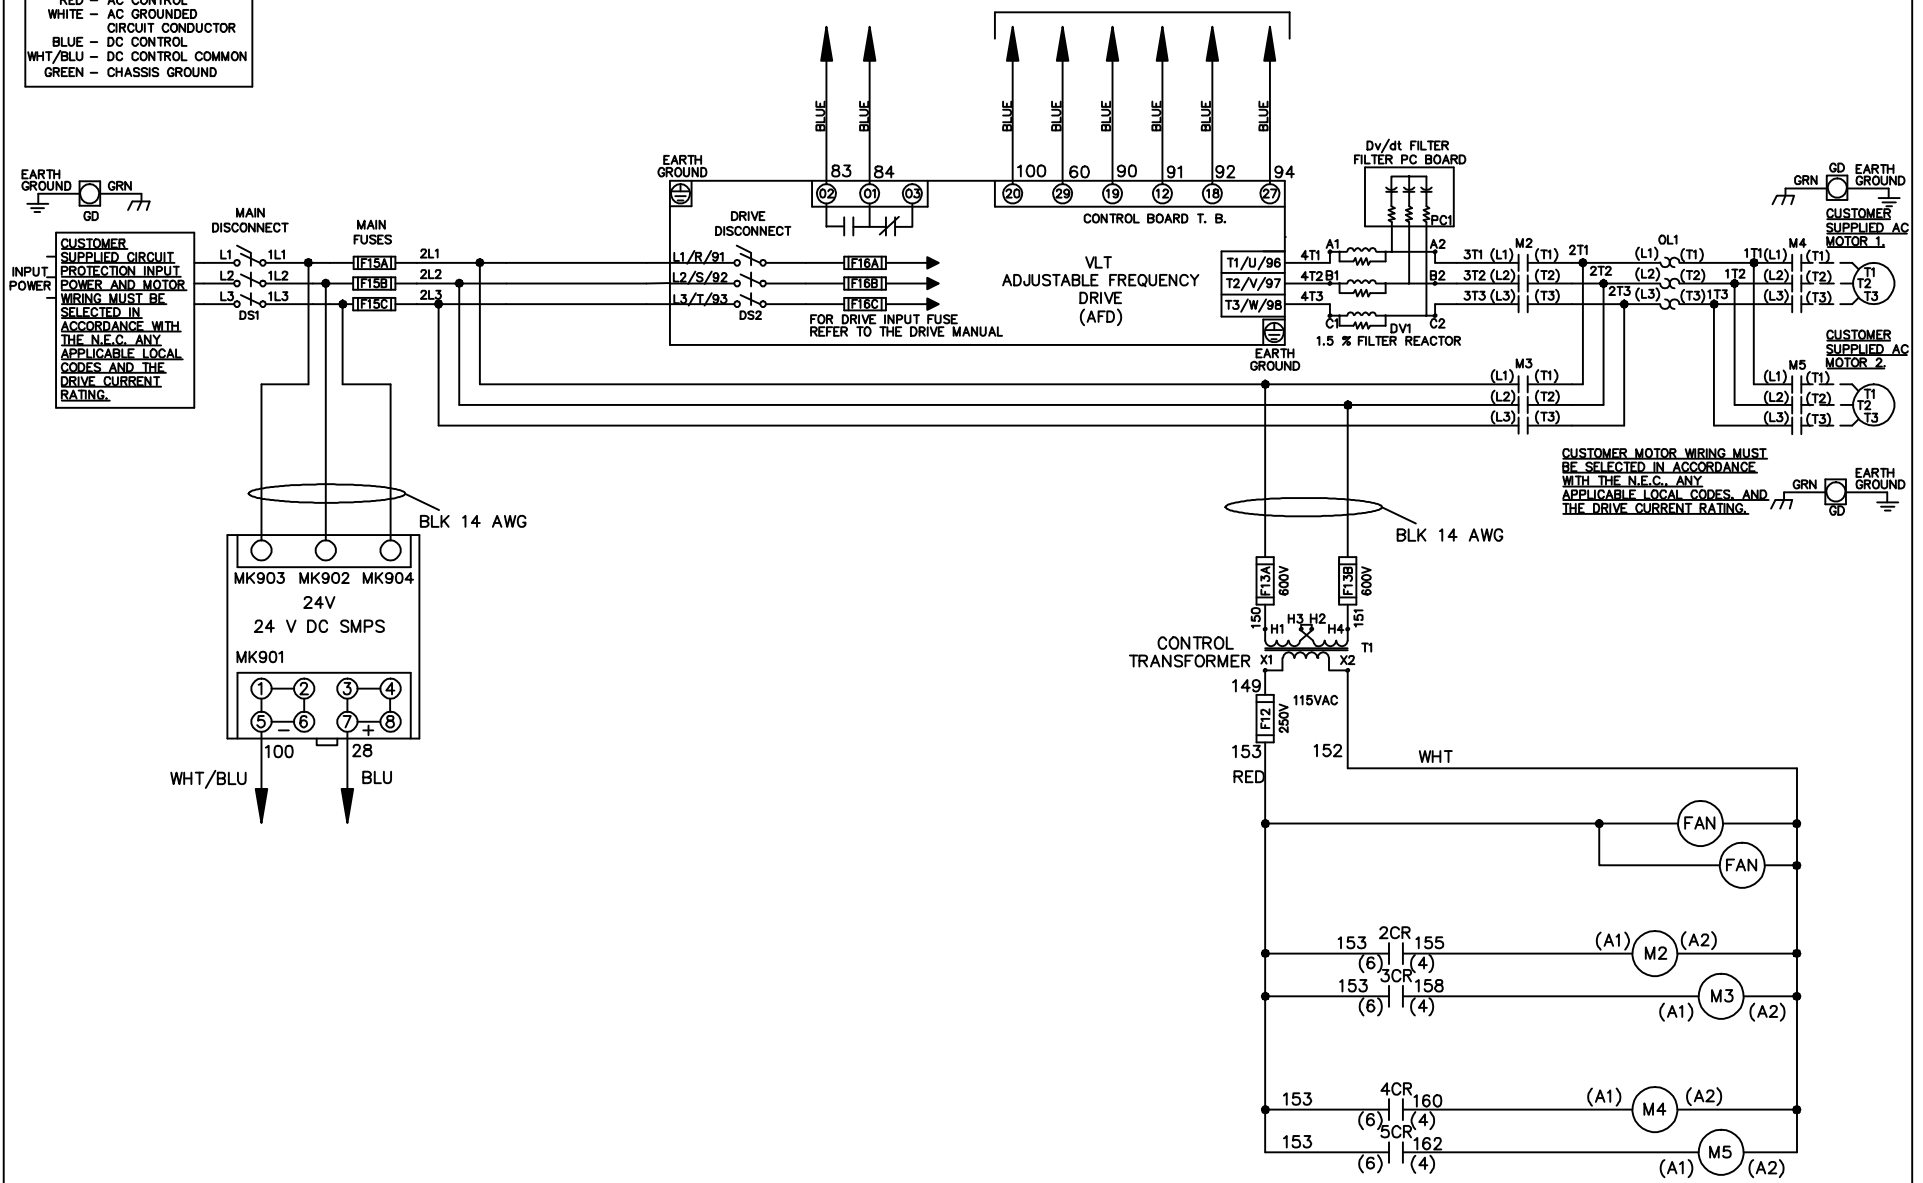 RED – AC CONTROL
WHITE – AC GROUNDED
CIRCUIT CONDUCTOR
BLUE – DC CONTROL
WHT/BLU – DC CONTROL COMMON
GREEN – CHASSIS GROUND
BLUE
BLUE
BLUE
BLUE
BLUE
BLUE
BLUE
BLUE
EARTH
GROUND
GRN
GD
MAIN
DISCONNECT
MAIN
FUSES
INPUT
POWER
CUSTOMER
SUPPLIED CIRCUIT
PROTECTION INPUT
POWER AND MOTOR
WIRING MUST BE
SELECTED IN
ACCORDANCE WITH
THE N.E.C. ANY
APPLICABLE LOCAL
CODES AND THE
DRIVE CURRENT
RATING.
L1 1L1 F15A 2L1
L2 1L2 F15B 2L2
L3 1L3 F15C 2L3
DS1
EARTH
GROUND
83 84
02 01 03
100 60 90 91 92 94
20 29 19 12 18 27
CONTROL BOARD T. B.
DRIVE
DISCONNECT
L1/R/91 F16A
L2/S/92 F16B
L3/T/93 F16C
DS2
FOR DRIVE INPUT FUSE
REFER TO THE DRIVE MANUAL
VLT
ADJUSTABLE FREQUENCY
DRIVE
(AFD)
T1/U/96 4T1
T2/V/97 4T2
T3/W/98 4T3
EARTH
GROUND
Dv/dt FILTER
FILTER PC BOARD
PC1
A1 A2
B1 B2
C1 C2
DV1
1.5 % FILTER REACTOR
M2
3T1 (L1) (T1) 2T1
3T2 (L2) (T2) 2T2
3T3 (L3) (T3) 2T3
M3
(L1) (T1)
(L2) (T2)
(L3) (T3)
OL1
(L1) (T1) 1T1
(L2) (T2) 1T2
(L3) (T3) 1T3
M4
(L1) (T1)
(L2) (T2)
(L3) (T3)
T1
T2
T3
GRN
GD
EARTH
GROUND
CUSTOMER
SUPPLIED AC
MOTOR 1.
CUSTOMER
SUPPLIED AC
MOTOR 2.
M5
(L1) (T1)
(L2) (T2)
(L3) (T3)
T1
T2
T3
CUSTOMER MOTOR WIRING MUST
BE SELECTED IN ACCORDANCE
WITH THE N.E.C., ANY
APPLICABLE LOCAL CODES, AND
THE DRIVE CURRENT RATING.
GRN
GD
EARTH
GROUND
BLK 14 AWG
MK903 MK902 MK904
24V
24 V DC SMPS
MK901
1 2 3 4
5 – 6 7 + 8
100 28
WHT/BLU BLU
BLK 14 AWG
F13A 600V
F13B 600V
150 151
H1 H3 H2 H4
T1
CONTROL
TRANSFORMER
X1 X2
149
115VAC
F12 250V
153 152
RED WHT
FAN
FAN
2CR
153 155
(6) (4)
(A1) M2 (A2)
3CR
153 158
(6) (4)
(A1) M3 (A2)
4CR
153 160
(6) (4)
(A1) M4 (A2)
5CR
153 162
(6) (4)
(A1) M5 (A2)